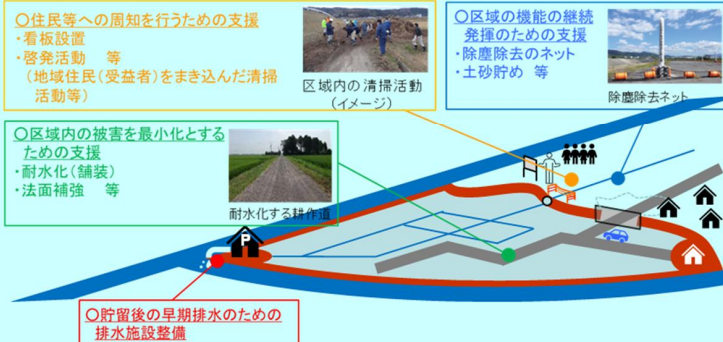 ○住民等への周知を行うための支援
・看板設置
・啓発活動　等
（地域住民（受益者）をまき込んだ清掃
活動等）
区域内の清掃活動
（イメージ）
○区域の機能の継続
発揮のための支援
・除塵除去のネット
・土砂貯め　等
除塵除去ネット
○区域内の被害を最小化とする
ための支援
・耐水化（舗装）
・法面補強　等
耐水化する耕作道
P
○貯留後の早期排水のための
排水施設整備